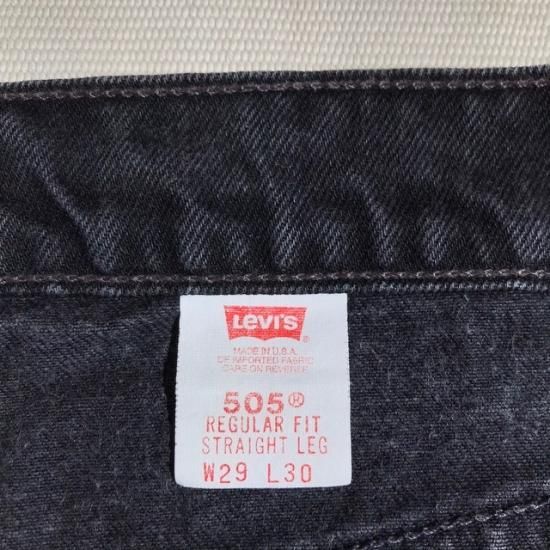 LEVI'S ®
MADE IN U.S.A.
OF IMPORTED FABRIC
CARE ON REVERSE
505®
REGULAR FIT
STRAIGHT LEG
W29 L30